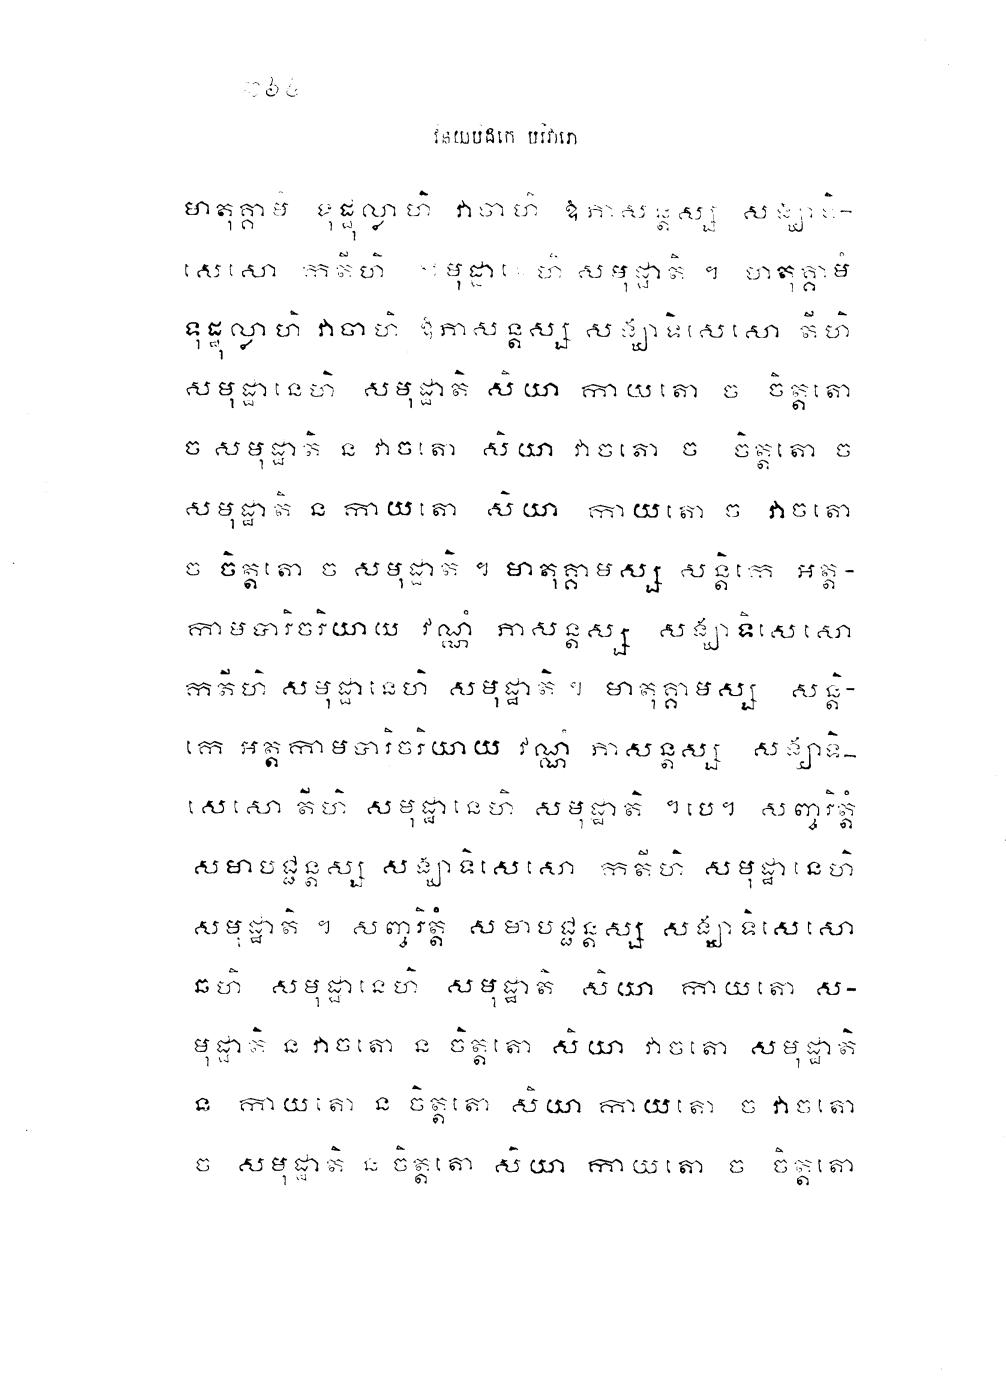 ១៦៦
វិនយបិដកេ បរិវារោ
មាតុគ្គាមំ ទុដ្ឋុល្លាហិ វាចាហិ ឱភាសន្តស្ស សង្ឃាទិ-
សេសោ កតីហិ សមុដ្ឋានេហិ សមុដ្ឋាតិ ។ មាតុគ្គាមំ
ទុដ្ឋុល្លាហិ វាចាហិ ឱភាសន្តស្ស សង្ឃាទិសេសោ តីហិ
សមុដ្ឋានេហិ សមុដ្ឋាតិ សិយា កាយតោ ច ចិត្តតោ
ច សមុដ្ឋាតិ ន វាចតោ សិយា វាចតោ ច ចិត្តតោ ច
សមុដ្ឋាតិ ន កាយតោ សិយា កាយតោ ច វាចតោ
ច ចិត្តតោ ច សមុដ្ឋាតិ ។ មាតុគ្គាមស្ស សន្តិកេ អត្ត-
កាមបារិចរិយាយ វណ្ណំ ភាសន្តស្ស សង្ឃាទិសេសោ
កតីហិ សមុដ្ឋានេហិ សមុដ្ឋាតិ ។ មាតុគ្គាមស្ស សន្តិ-
កេ អត្តកាមបារិចរិយាយ វណ្ណំ ភាសន្តស្ស សង្ឃាទិ-
សេសោ តីហិ សមុដ្ឋានេហិ សមុដ្ឋាតិ ។បេ។ សញ្ចរិត្តំ
សមាបជ្ជន្តស្ស សង្ឃាទិសេសោ កតីហិ សមុដ្ឋានេហិ
សមុដ្ឋាតិ ។ សញ្ចរិត្តំ សមាបជ្ជន្តស្ស សង្ឃាទិសេសោ
ឆហិ សមុដ្ឋានេហិ សមុដ្ឋាតិ សិយា កាយតោ ស-
មុដ្ឋាតិ ន វាចតោ ន ចិត្តតោ សិយា វាចតោ សមុដ្ឋាតិ
ន កាយតោ ន ចិត្តតោ សិយា កាយតោ ច វាចតោ
ច សមុដ្ឋាតិ ន ចិត្តតោ សិយា កាយតោ ច ចិត្តតោ